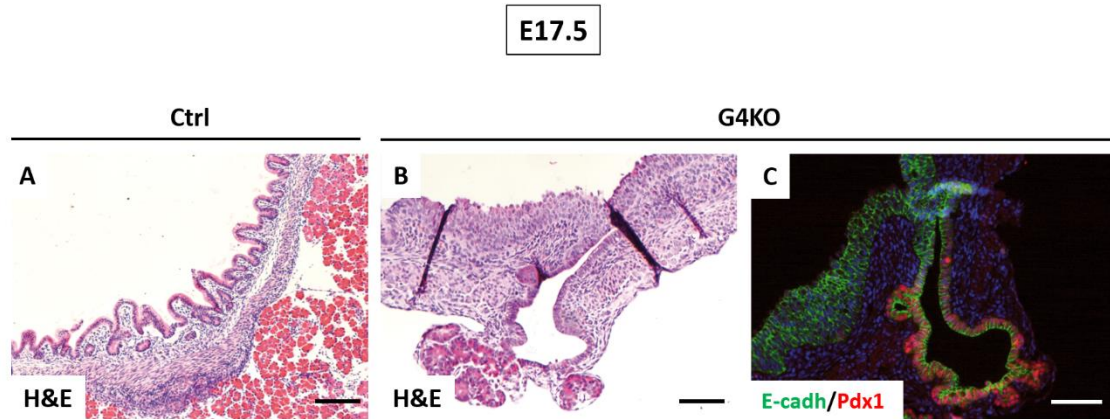 E17.5
Ctrl
G4KO
A
B
C
H&E
H&E
E-cadh/Pdx1